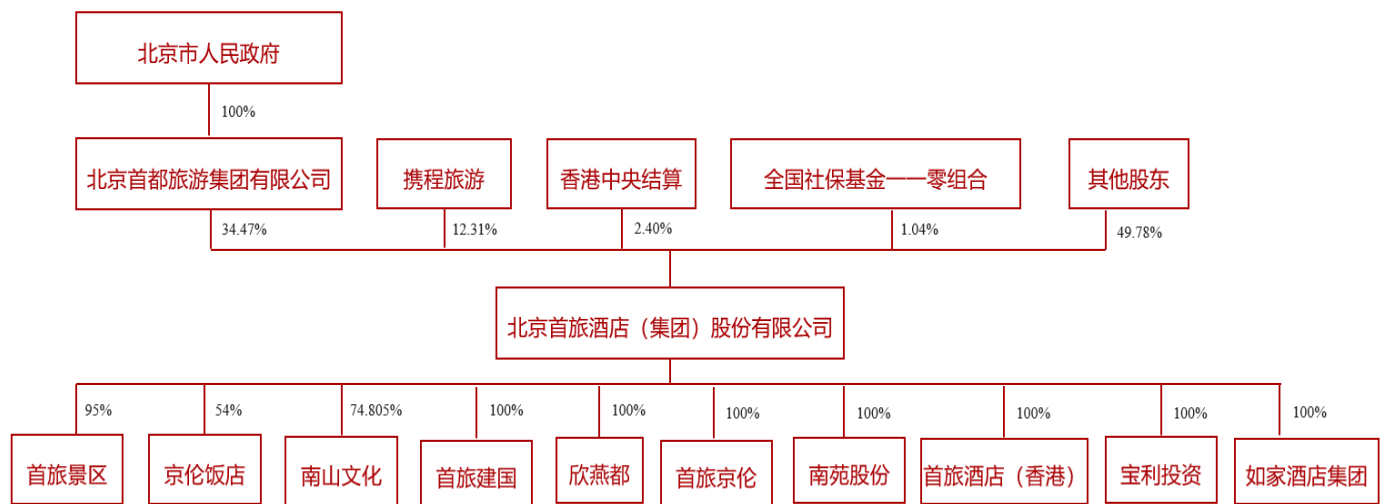 北京市人民政府
100%
北京首都旅游集团有限公司
携程旅游
香港中央结算
全国社保基金一一零组合
其他股东
34.47%
12.31%
2.40%
1.04%
49.78%
北京首旅酒店（集团）股份有限公司
95%
54%
74.805%
100%
100%
100%
100%
100%
100%
100%
首旅景区
京伦饭店
南山文化
首旅建国
欣燕都
首旅京伦
南苑股份
首旅酒店（香港）
宝利投资
如家酒店集团